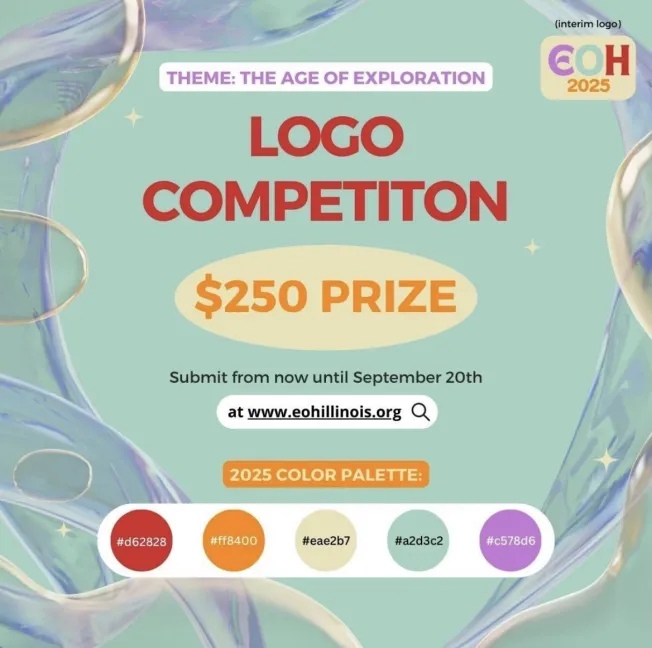 (interim logo)
EOH
2025
THEME: THE AGE OF EXPLORATION
LOGO
COMPETITON
$250 PRIZE
Submit from now until September 20th
at www.eohillinois.org
2025 COLOR PALETTE:
#d62828 #ff8400 #eae2b7 #a2d3c2 #c578d6